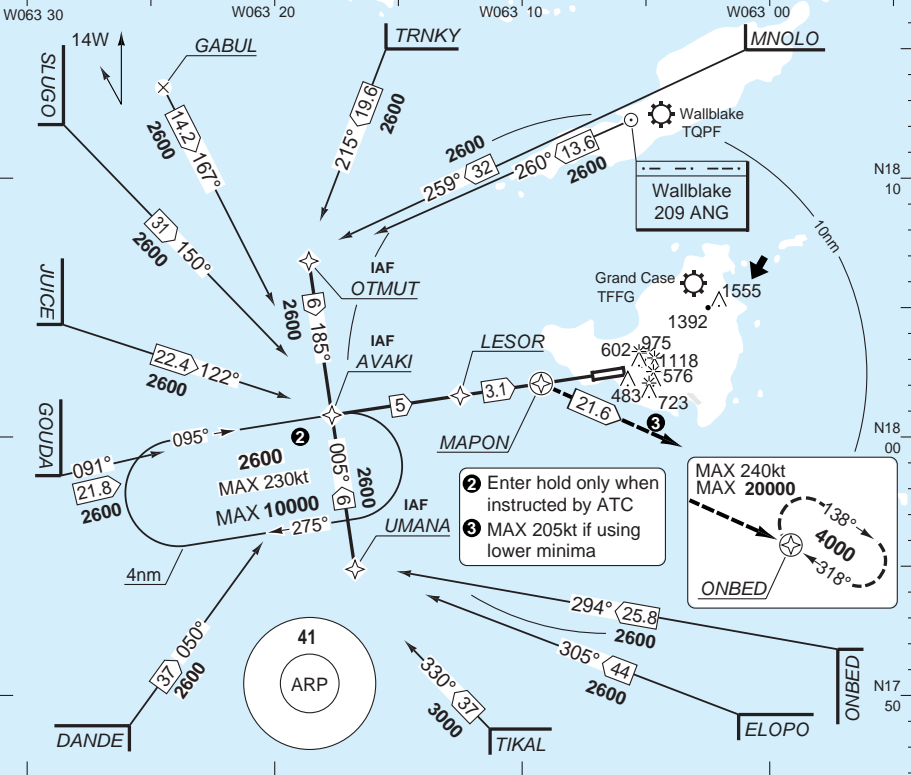 W063 30
W063 20
W063 10
W063 00
14W
GABUL
TRNKY
MNOLO
SLUGO
14.2
167°
2600
19.6
215°
2600
Wallblake
TQPF
2600
259°
32
260°
13.6
2600
Wallblake
209 ANG
N18
10
10nm
31
150°
2600
IAF
OTMUT
Grand Case
TFFG
1555
1392
JUICE
2600
9
185°
IAF
AVAKI
LESOR
602
975
1118
576
483
723
22.4
122°
2600
5
3.1
21.6
3
MAPON
GOUDA
095°
2
N18
00
091°
21.8
2600
2600
MAX 230kt
MAX 10000
275°
005°
9
2600
IAF
UMANA
4nm
2 Enter hold only when
instructed by ATC
3 MAX 205kt if using
lower minima
MAX 240kt
MAX 20000
138°
4000
318°
ONBED
41
ARP
294°
25.8
2600
305°
44
2600
37
050°
2600
330°
37
3000
ONBED
N17
50
DANDE
TIKAL
ELOPO